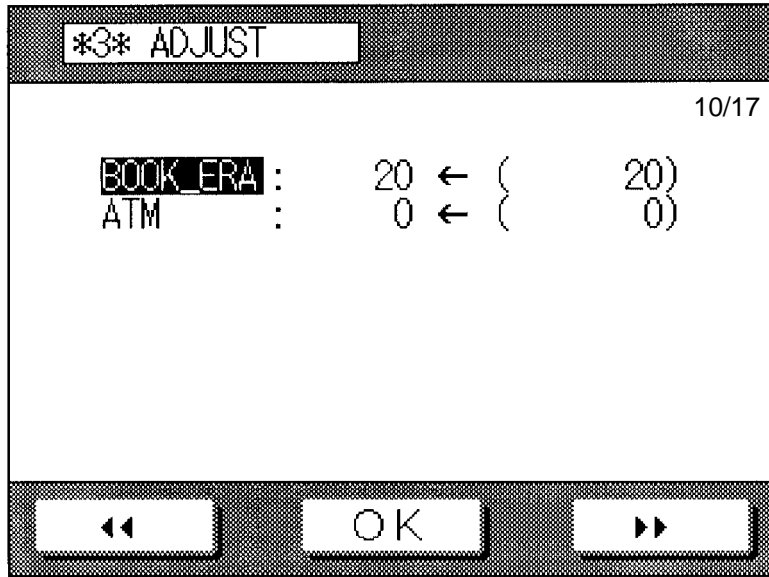 *3* ADJUST
10/17
BOOK_ERA : 20 ← ( 20)
ATM : 0 ← ( 0)
OK